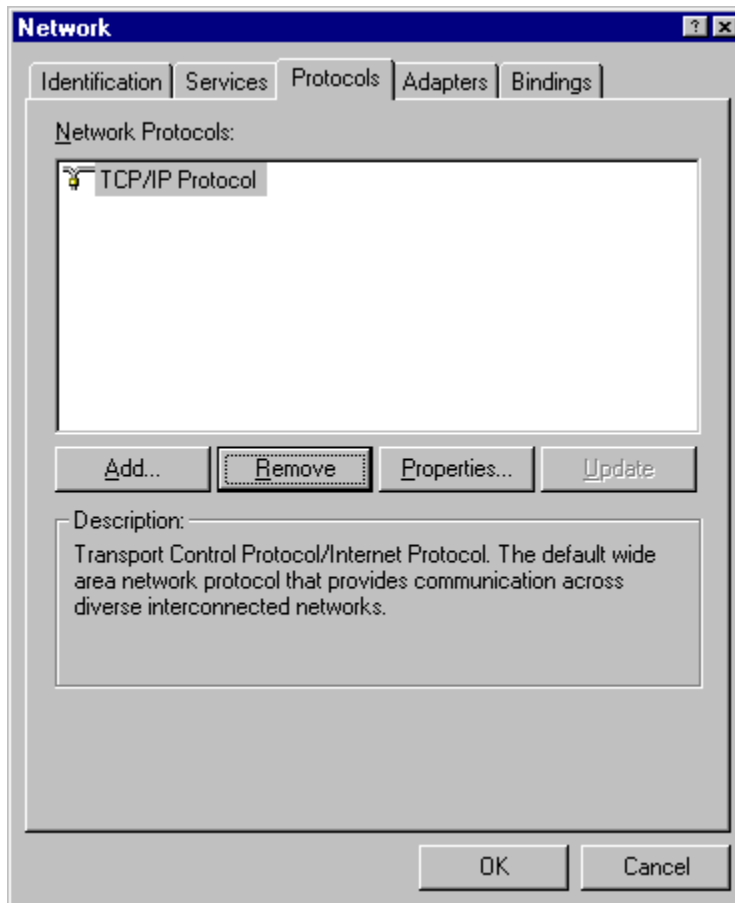 Network
Identification Services Protocols Adapters Bindings
Network Protocols:
TCP/IP Protocol
Add... Remove Properties... Update
Description:
Transport Control Protocol/Internet Protocol. The default wide
area network protocol that provides communication across
diverse interconnected networks.
OK Cancel